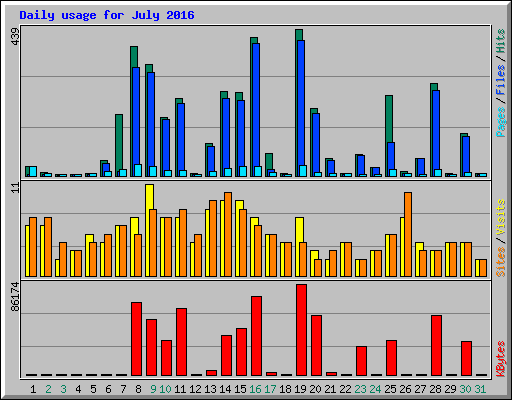 Daily usage for July 2016
439
Pages / Files / Hits
11
Sites / Visits
86174
KBytes
1 2 3 4 5 6 7 8 9 10 11 12 13 14 15 16 17 18 19 20 21 22 23 24 25 26 27 28 29 30 31